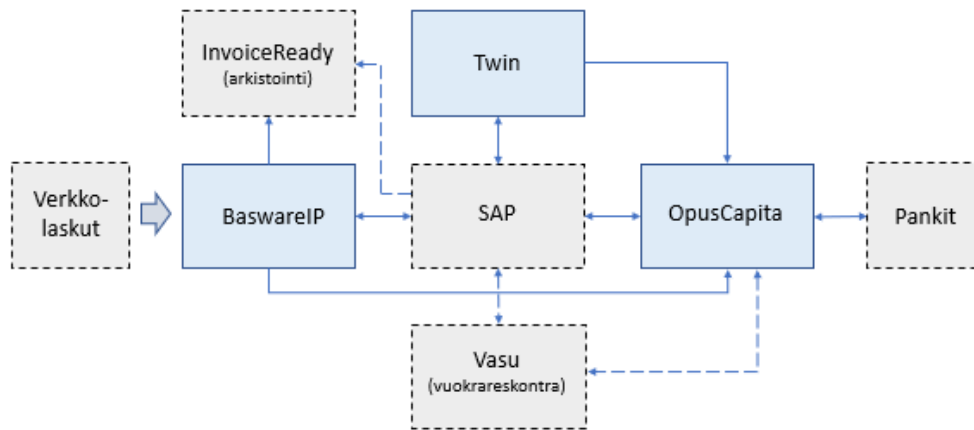 InvoiceReady
(arkistointi)
Twin
Verkko-
laskut
BaswareIP
SAP
OpusCapita
Pankit
Vasu
(vuokrareskontra)